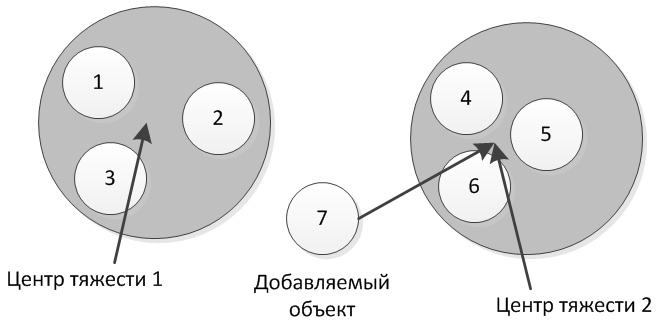 1
2
3
4
5
6
7
Центр тяжести 1
Добавляемый
объект
Центр тяжести 2